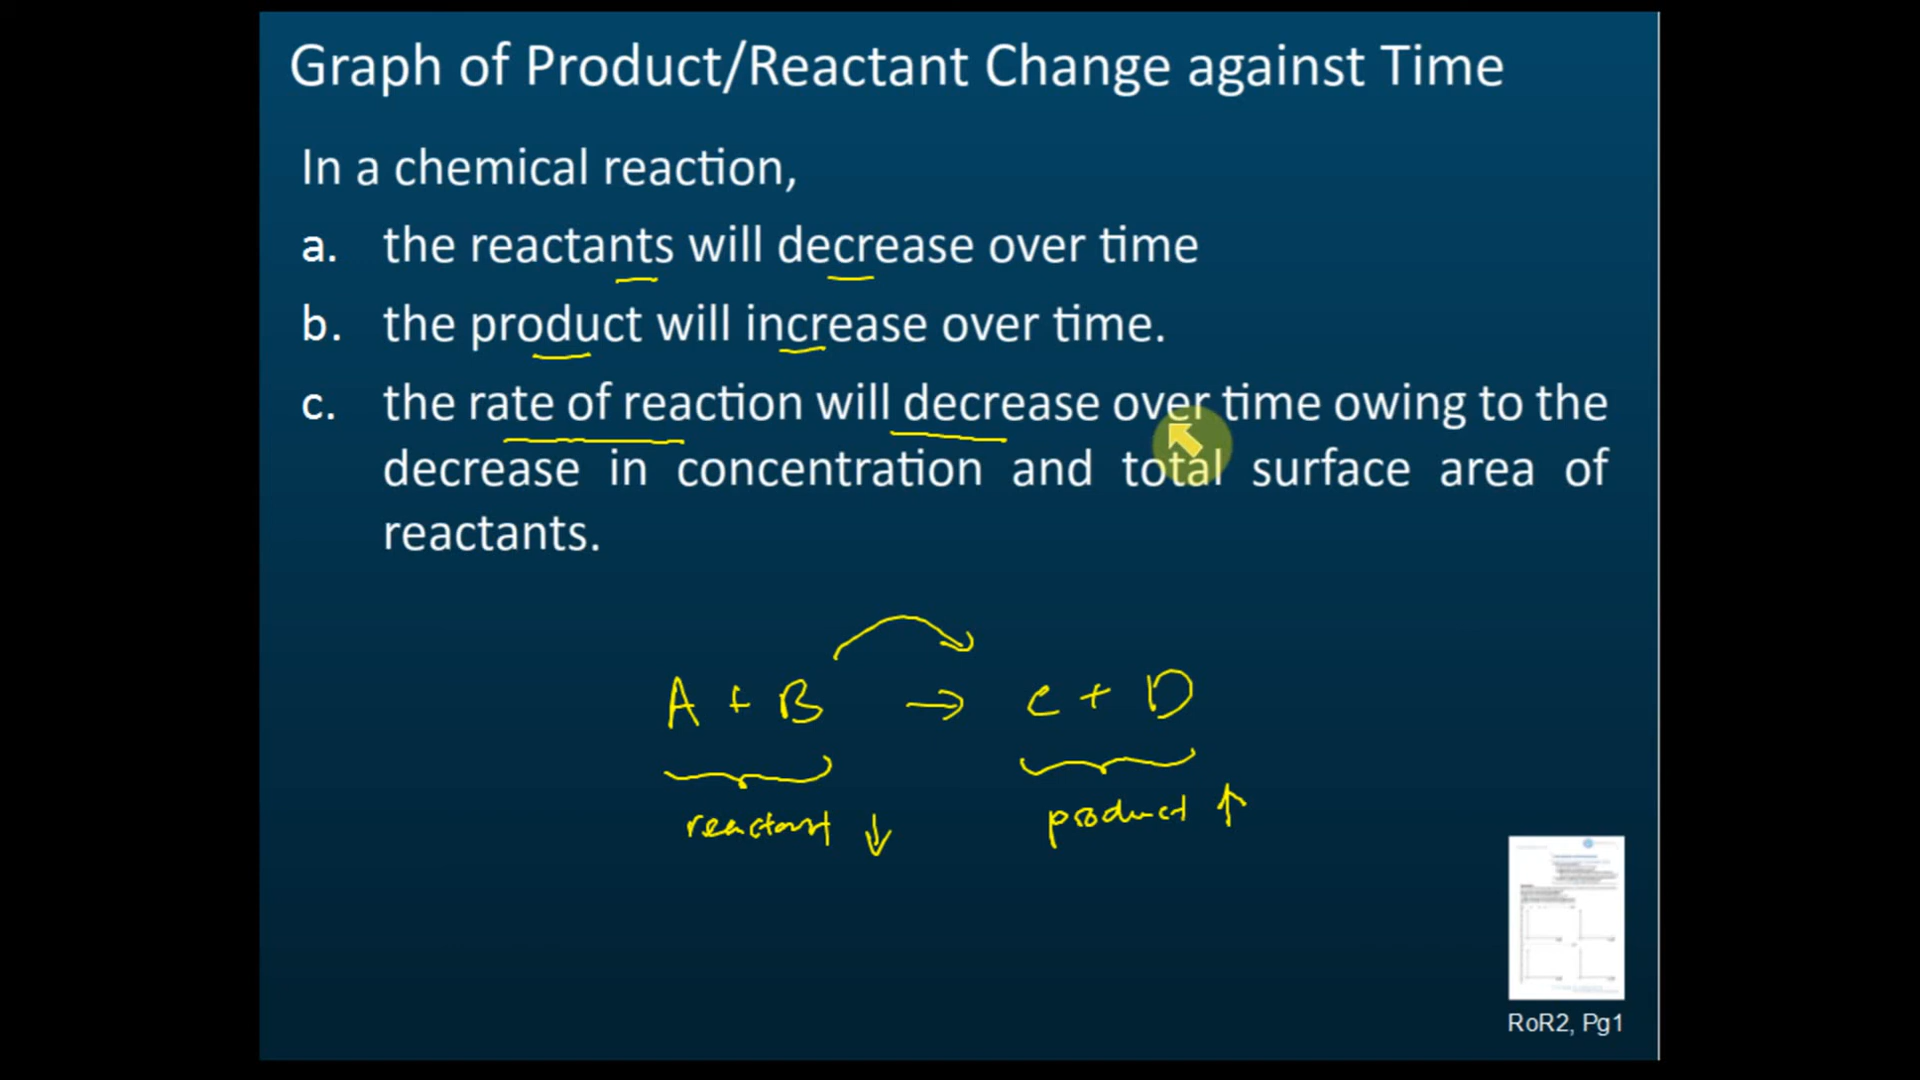 Graph of Product/Reactant Change against Time
In a chemical reaction,
a. the reactants will decrease over time
b. the product will increase over time.
c. the rate of reaction will decrease over time owing to the
decrease in concentration and total surface area of
reactants.
A + B → C + D
reactant ↓ product ↑
RoR2, Pg1